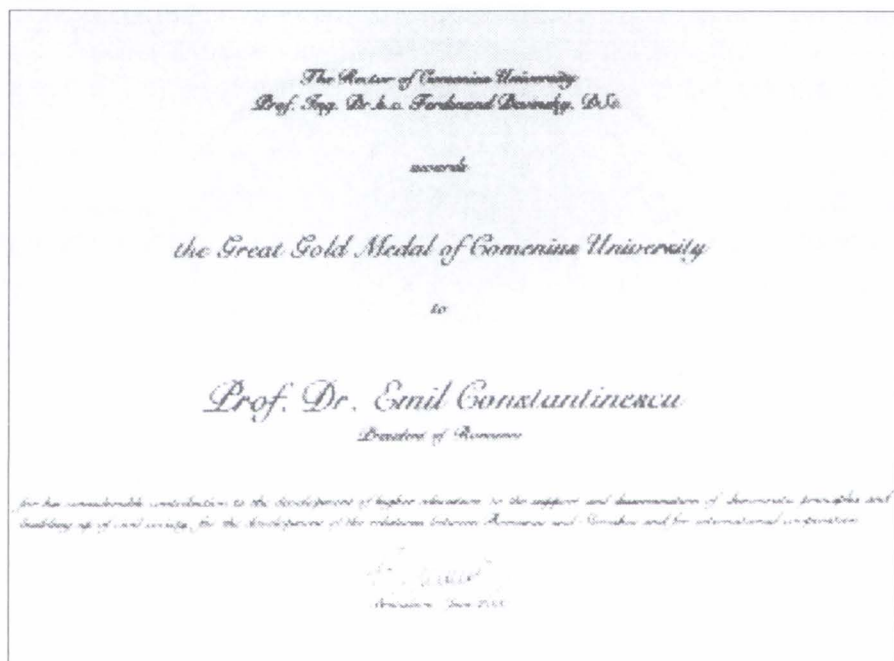 The Rector of Comenius University
Prof. Ing. Dr.h.c. Ferdinand Devinsky, DSc.
awards
the Great Gold Medal of Comenius University
to
Prof. Dr. Emil Constantinescu
President of Romania
for his considerable contribution to the development of higher education, to the support and dissemination of democratic principles and
building up of civil society, for the development of the relations between Romania and Slovakia and for international cooperation
Bratislava, June